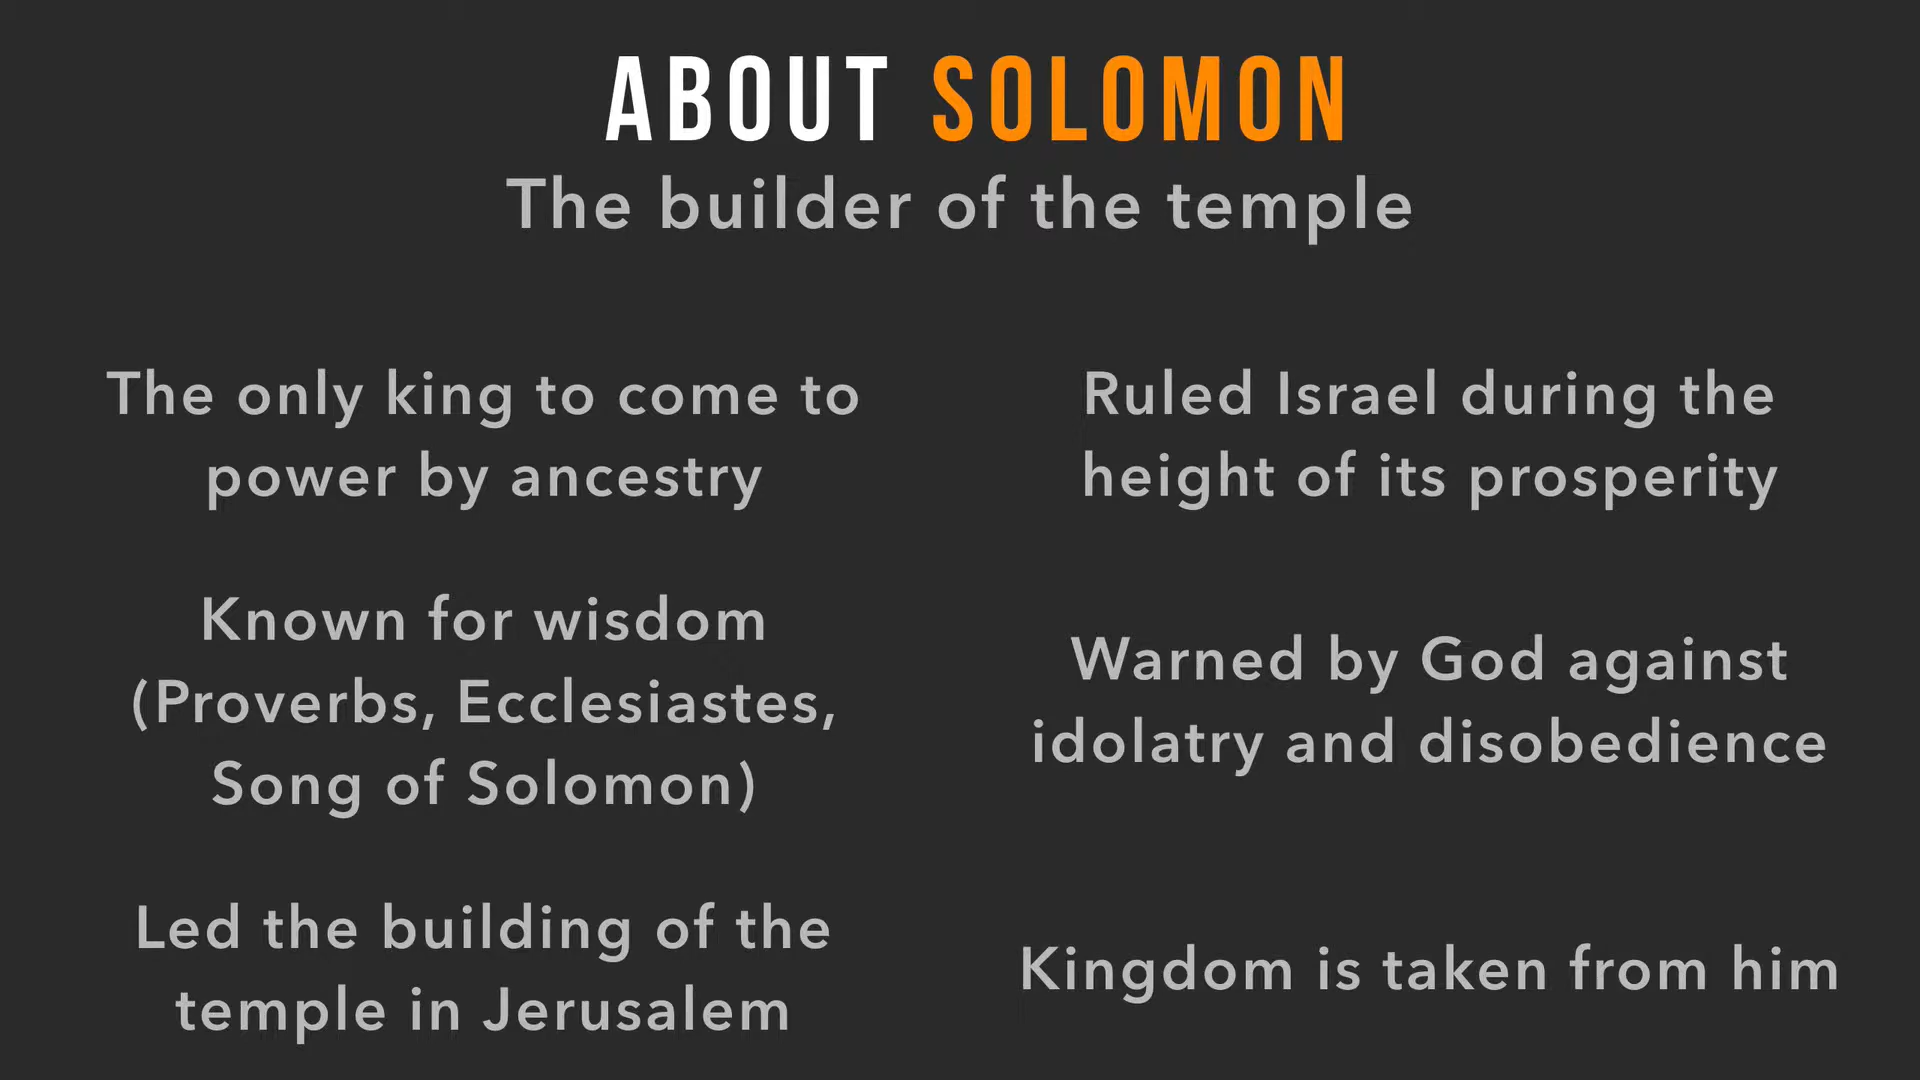 ABOUT SOLOMON
The builder of the temple
The only king to come to
power by ancestry
Known for wisdom
(Proverbs, Ecclesiastes,
Song of Solomon)
Led the building of the
temple in Jerusalem
Ruled Israel during the
height of its prosperity
Warned by God against
idolatry and disobedience
Kingdom is taken from him